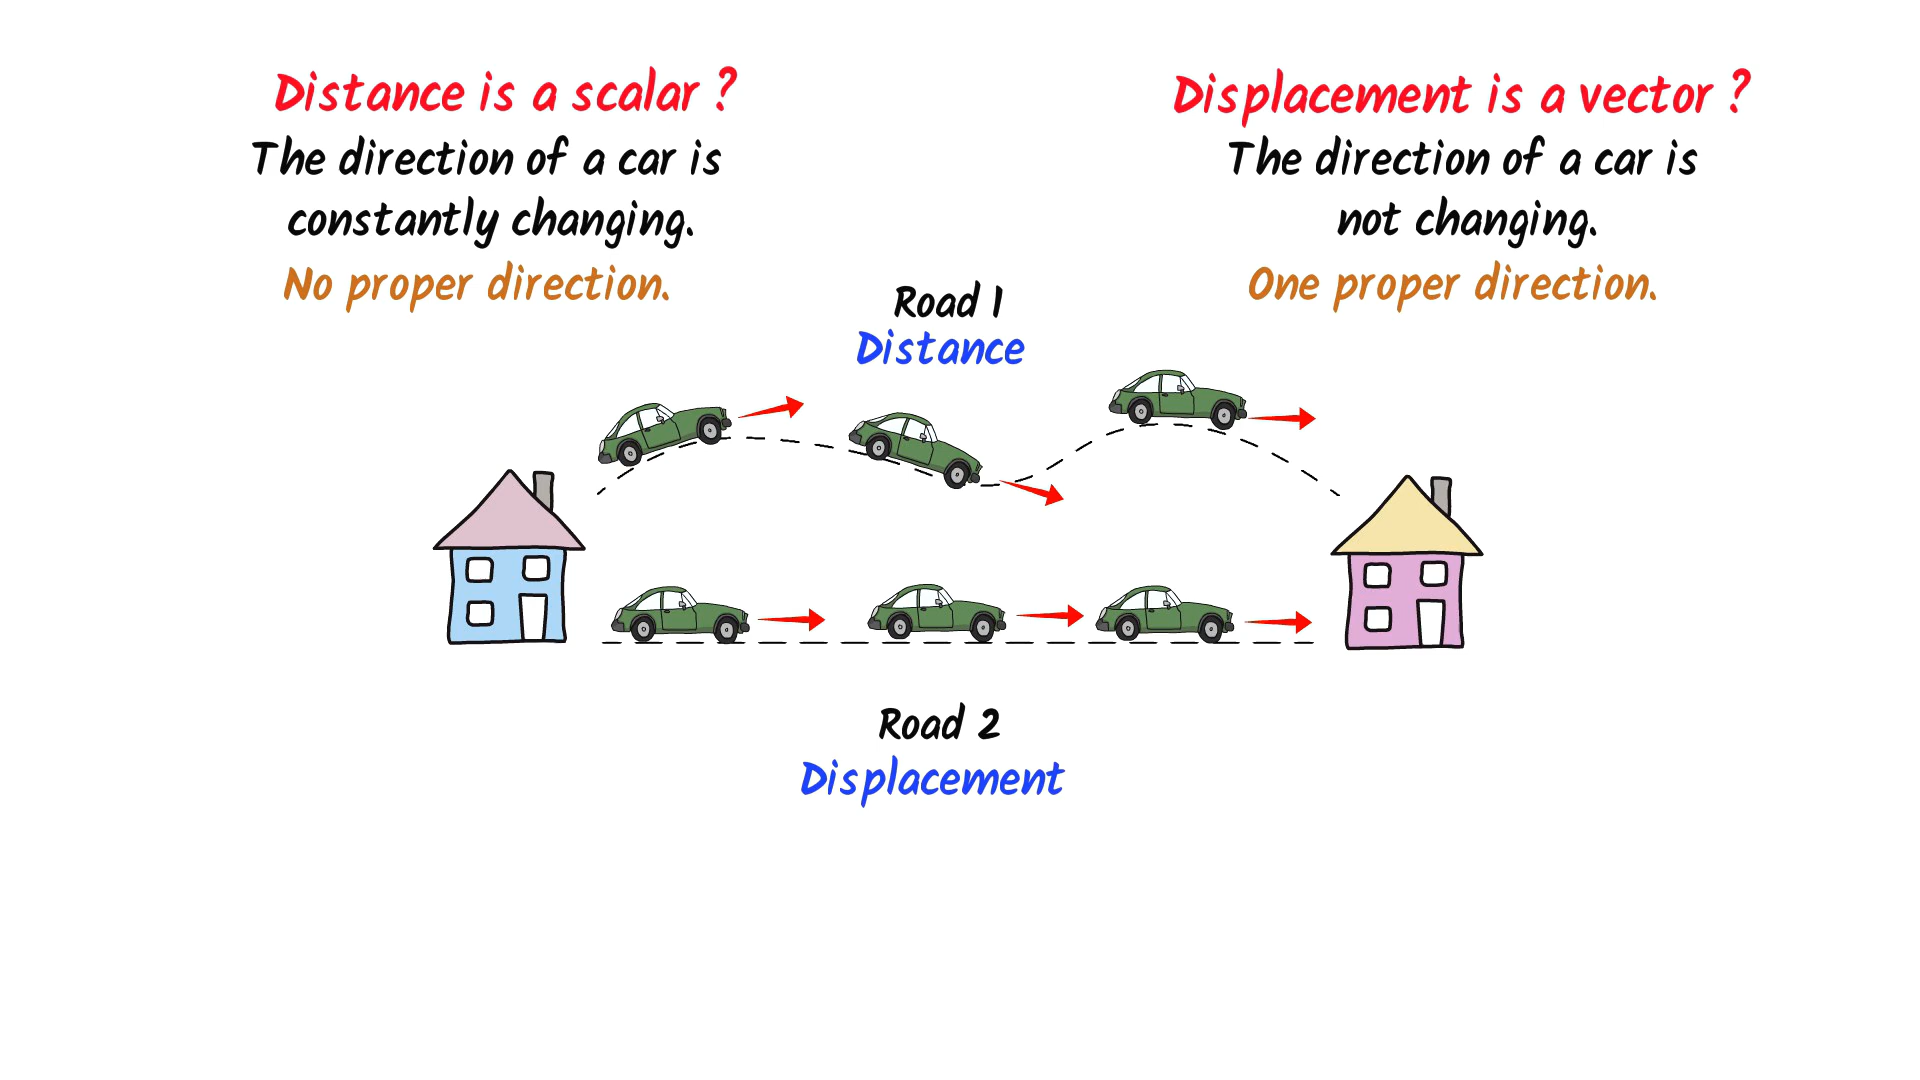 Distance is a scalar ?
The direction of a car is
constantly changing.
No proper direction.
Displacement is a vector ?
The direction of a car is
not changing.
One proper direction.
Road 1
Distance
Road 2
Displacement